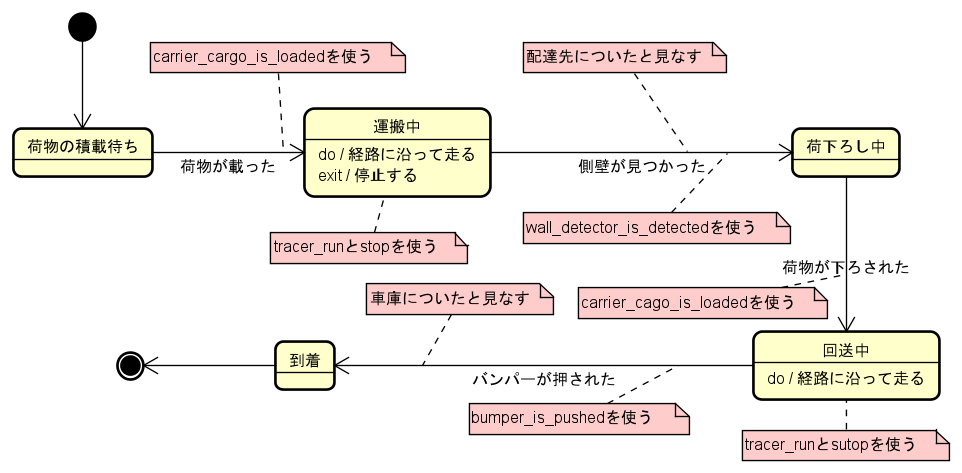 carrier_cargo_is_loadedを使う
配達先についたと見なす
荷物の積載待ち
運搬中
do / 経路に沿って走る
exit / 停止する
荷下ろし中
荷物が載った
側壁が見つかった
wall_detector_is_detectedを使う
tracer_runとstopを使う
荷物が下ろされた
車庫についたと見なす
carrier_cago_is_loadedを使う
到着
回送中
do / 経路に沿って走る
バンパーが押された
bumper_is_pushedを使う
tracer_runとsutopを使う